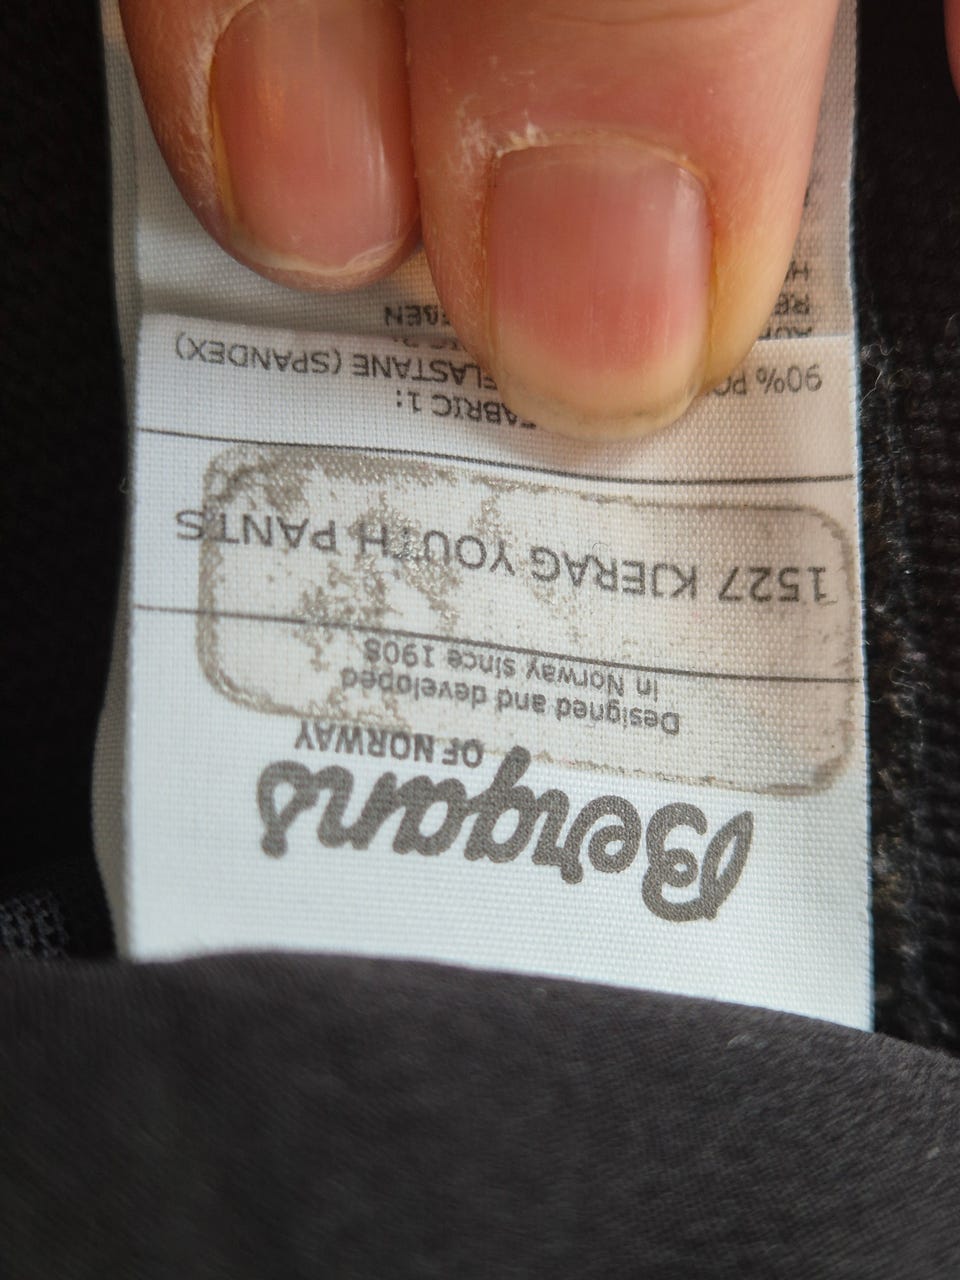 Bergans
OF NORWAY
Designed and developed
in Norway since 1908
1527 KJERAG YOUTH PANTS
FABRIC 1:
90% ELASTANE (SPANDEX)